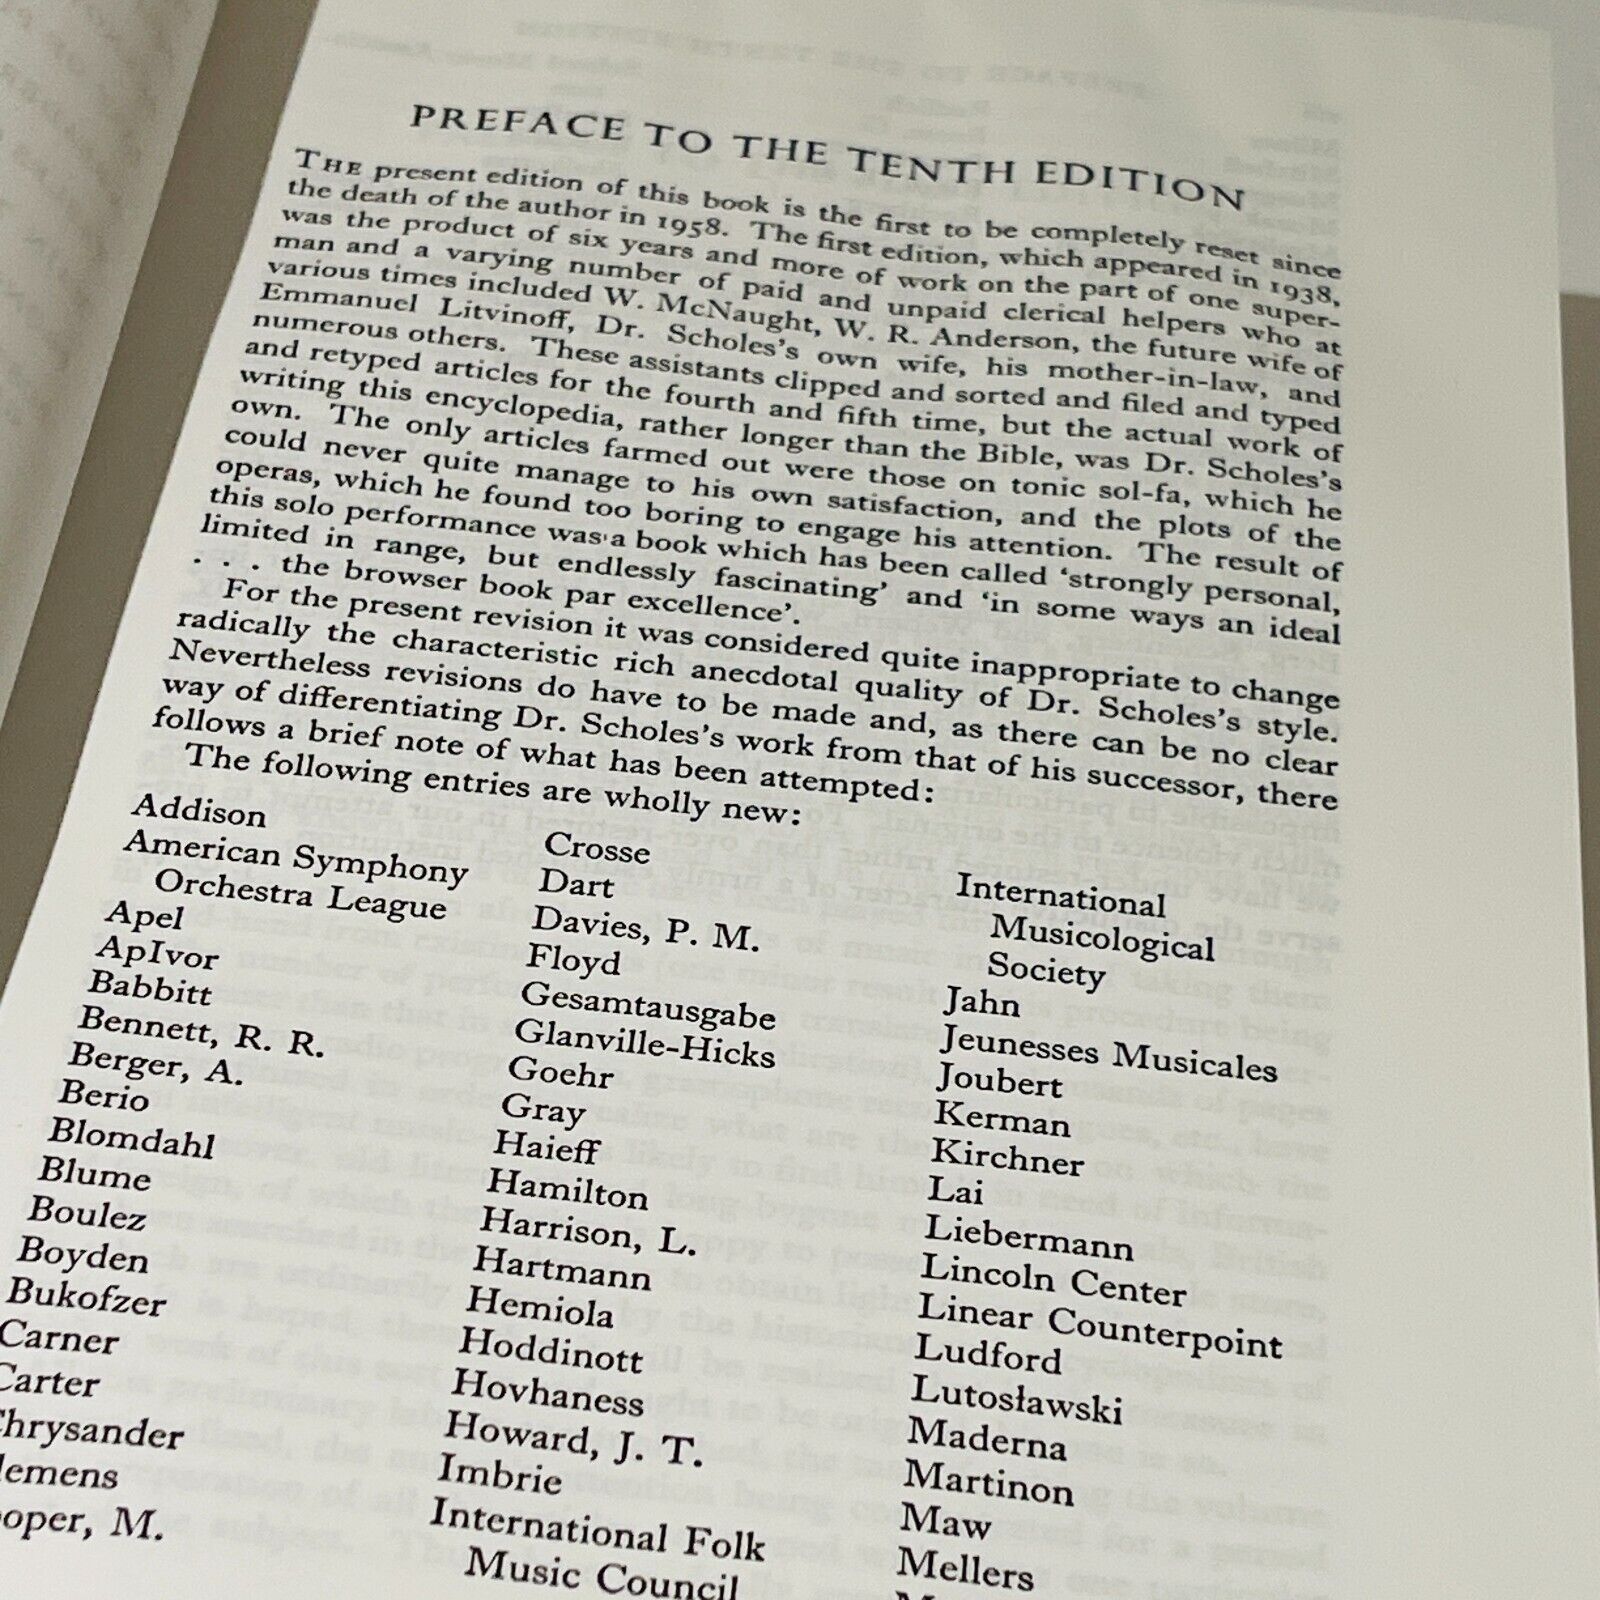 PREFACE TO THE TENTH EDITION
THE present edition of this book is the first to be completely reset since
the death of the author in 1958. The first edition, which appeared in 1938,
was the product of six years and more of work on the part of one super-
man and a varying number of paid and unpaid clerical helpers who at
various times included W. McNaught, W. R. Anderson, the future wife of
Emmanuel Litvinoff, Dr. Scholes's own wife, his mother-in-law, and
numerous others. These assistants clipped and sorted and filed and typed
and retyped articles for the fourth and fifth time, but the actual work of
writing this encyclopedia, rather longer than the Bible, was Dr. Scholes's
own. The only articles farmed out were those on tonic sol-fa, which he
could never quite manage to his own satisfaction, and the plots of the
operas, which he found too boring to engage his attention. The result of
this solo performance was a book which has been called 'strongly personal,
limited in range, but endlessly fascinating' and 'in some ways an ideal
. . . the browser book par excellence'.
For the present revision it was considered quite inappropriate to change
radically the characteristic rich anecdotal quality of Dr. Scholes's style.
Nevertheless revisions do have to be made and, as there can be no clear
way of differentiating Dr. Scholes's work from that of his successor, there
follows a brief note of what has been attempted:
The following entries are wholly new:
Addison
American Symphony
Orchestra League
Apel
ApIvor
Babbitt
Bennett, R. R.
Berger, A.
Berio
Blomdahl
Blume
Boulez
Boyden
Bukofzer
Carner
Carter
Chrysander
lemens
ooper, M.
Crosse
Dart
Davies, P. M.
Floyd
Gesamtausgabe
Glanville-Hicks
Goehr
Gray
Haieff
Hamilton
Harrison, L.
Hartmann
Hemiola
Hoddinott
Hovhaness
Howard, J. T.
Imbrie
International Folk
Music Council
International
Musicological
Society
Jahn
Jeunesses Musicales
Joubert
Kerman
Kirchner
Lai
Liebermann
Lincoln Center
Linear Counterpoint
Ludford
Lutosławski
Maderna
Martinon
Maw
Mellers